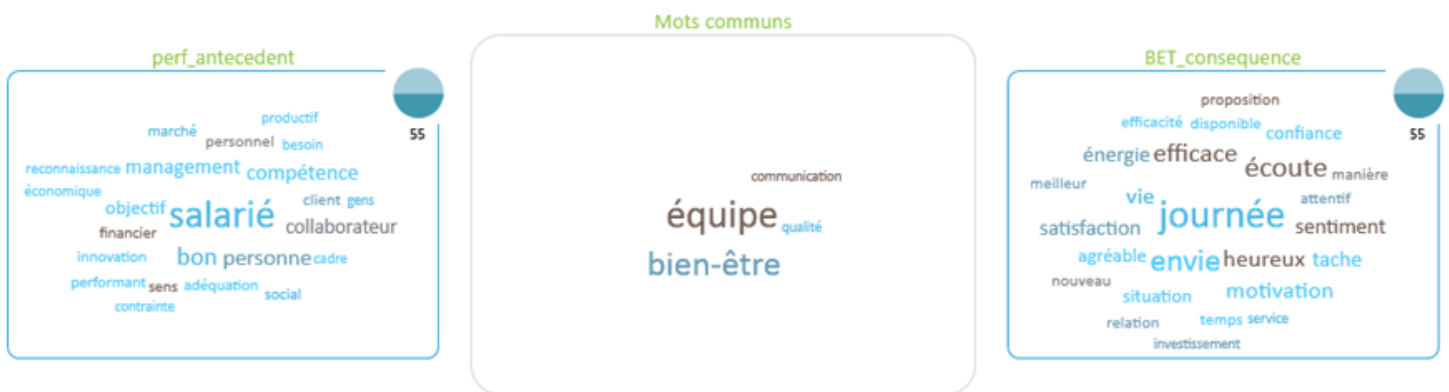 Mots communs
perf_antecedent
55
productif
marché
personnel besoin
reconnaissance management compétence
économique
objectif salarié client gens
financier collaborateur
innovation bon personne cadre
performant sens adéquation social
contrainte
communication
équipe qualité
bien-être
BET_consequence
55
proposition
efficacité disponible confiance
énergie efficace écoute manière
meilleur
vie journée attentif
satisfaction sentiment
agréable envie heureux tache
nouveau
situation motivation
relation temps service
investissement